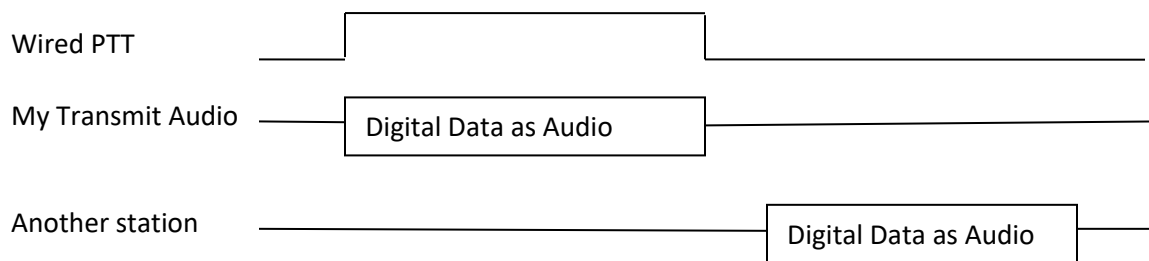 Wired PTT
My Transmit Audio
Digital Data as Audio
Another station
Digital Data as Audio